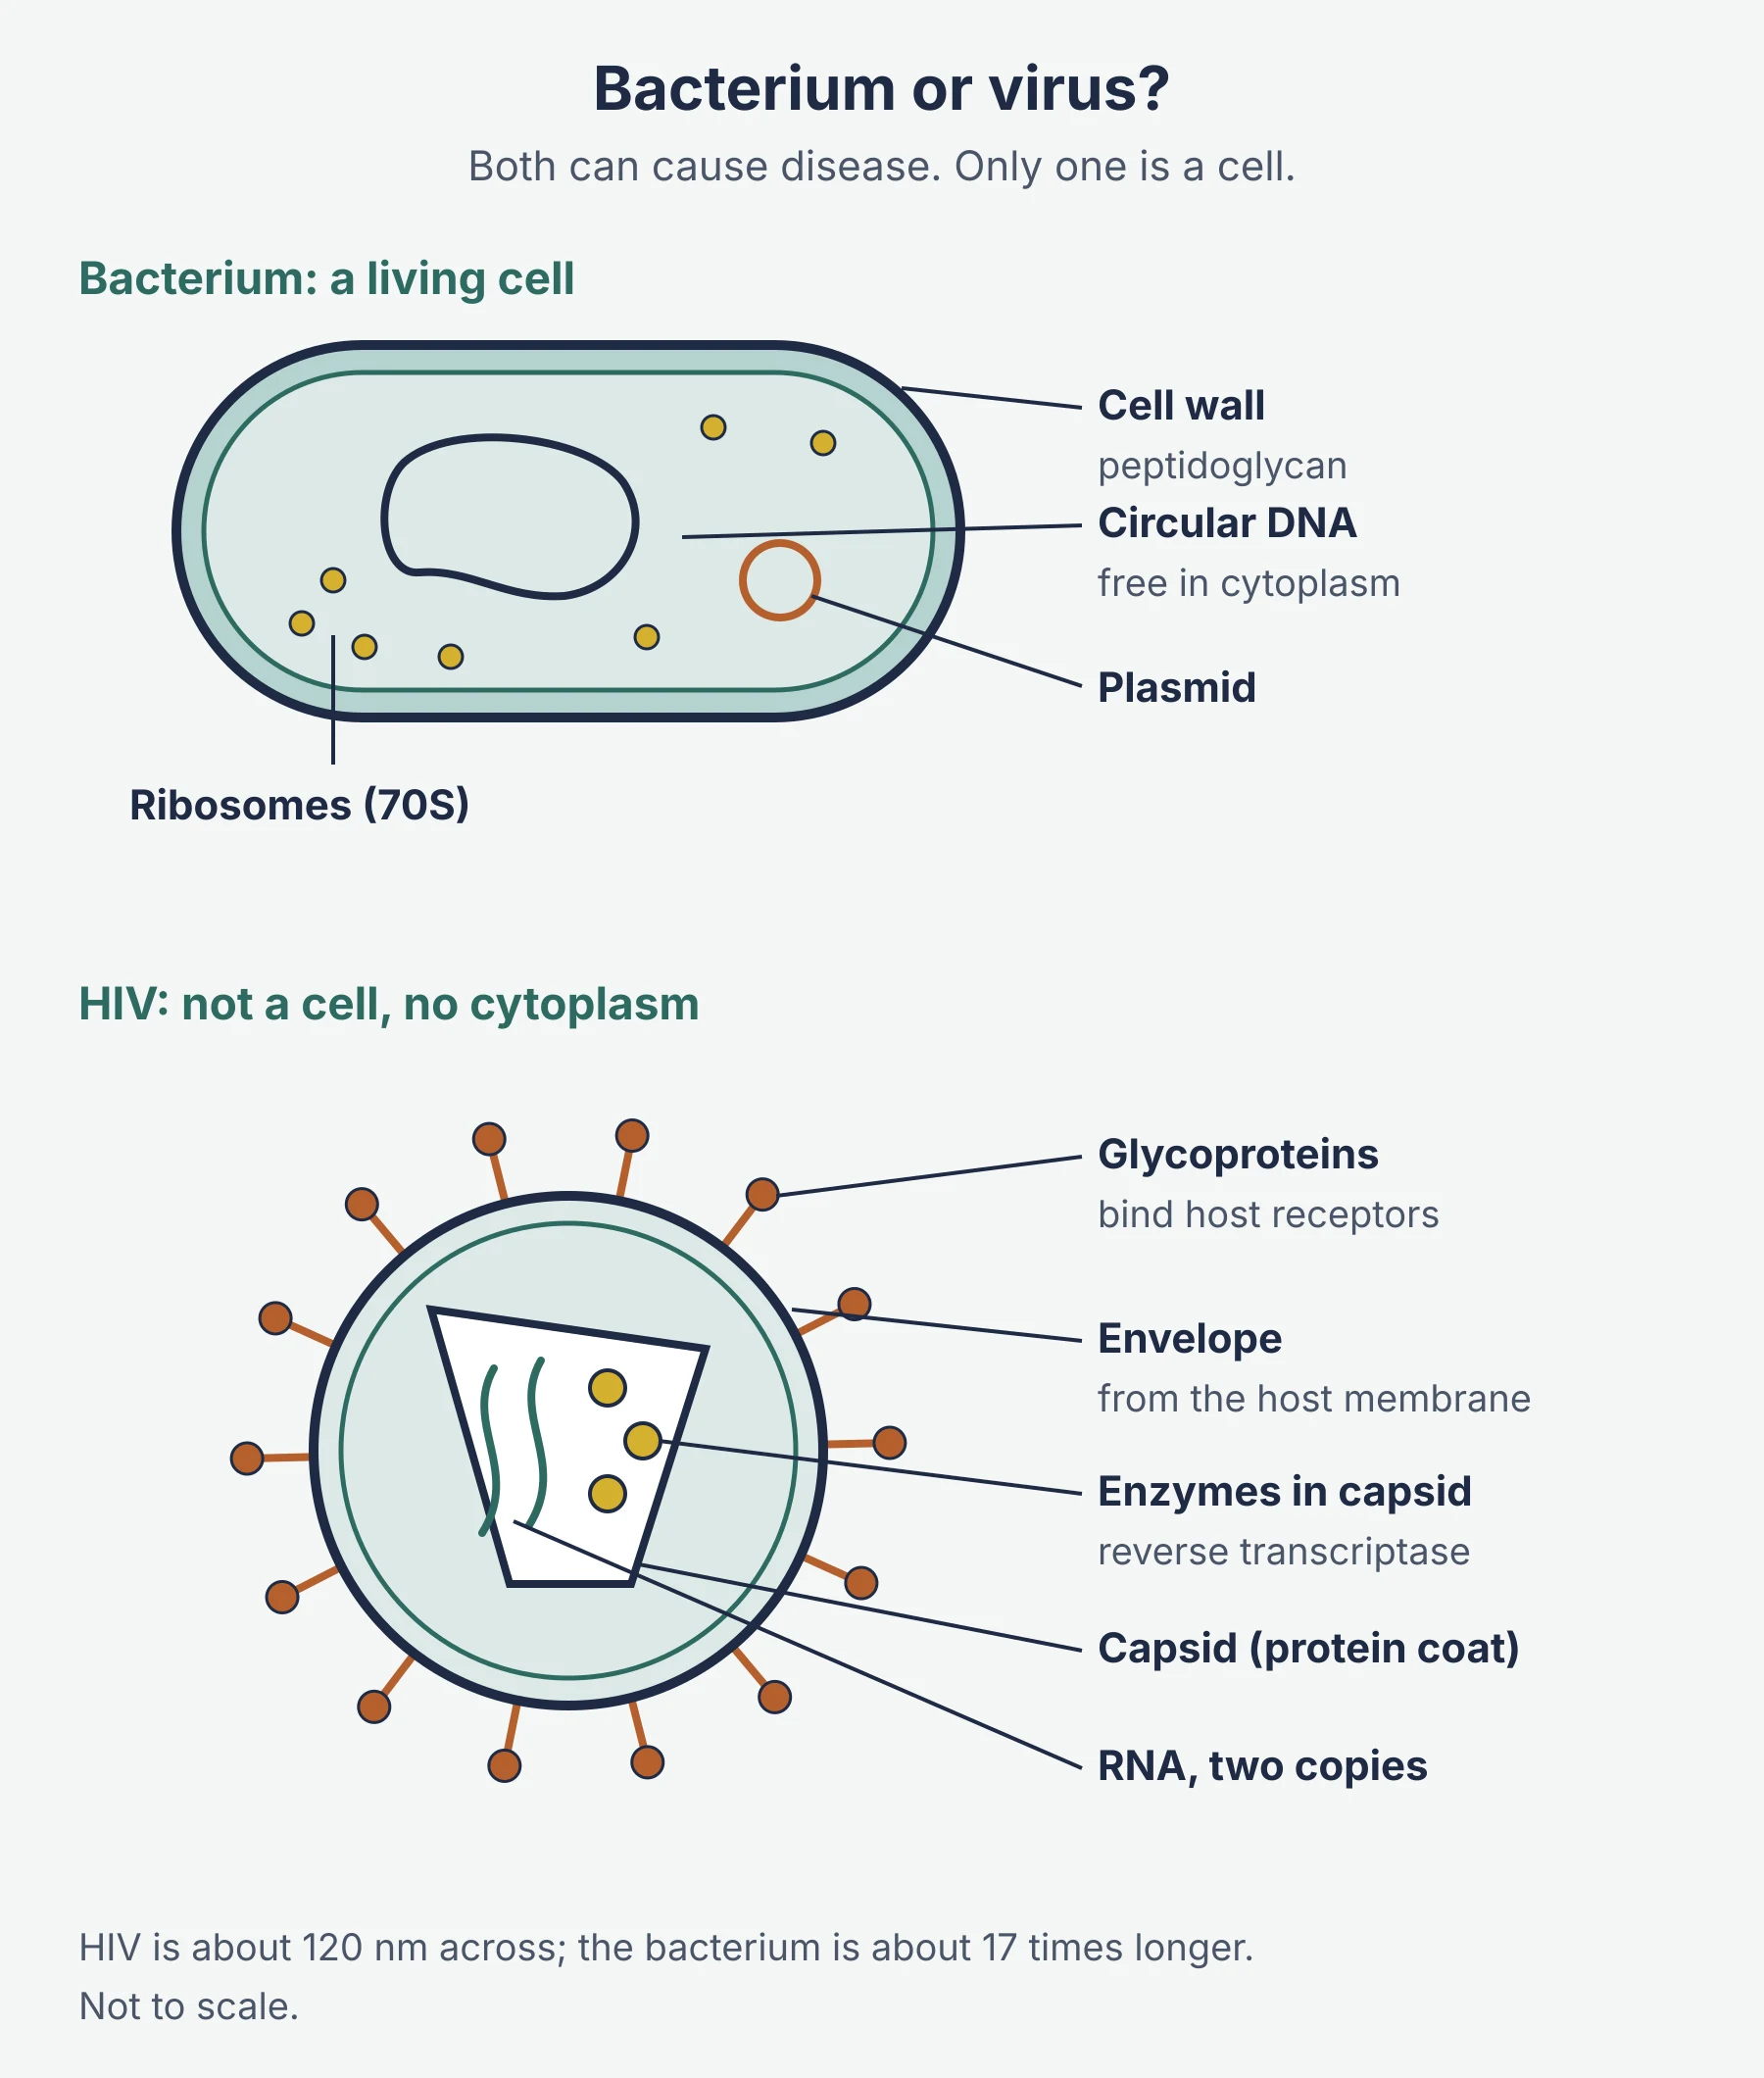 Bacterium or virus?
Both can cause disease. Only one is a cell.
Bacterium: a living cell
Cell wall
peptidoglycan
Circular DNA
free in cytoplasm
Plasmid
Ribosomes (70S)
HIV: not a cell, no cytoplasm
Glycoproteins
bind host receptors
Envelope
from the host membrane
Enzymes in capsid
reverse transcriptase
Capsid (protein coat)
RNA, two copies
HIV is about 120 nm across; the bacterium is about 17 times longer.
Not to scale.